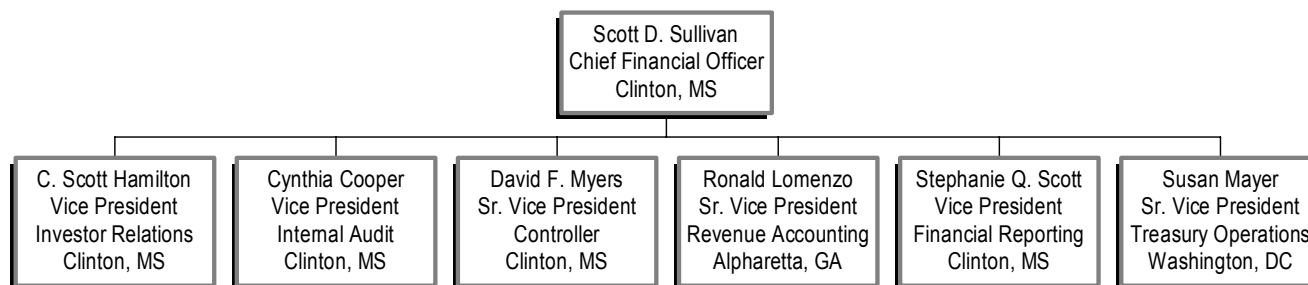 Scott D. Sullivan
Chief Financial Officer
Clinton, MS
C. Scott Hamilton
Vice President
Investor Relations
Clinton, MS
Cynthia Cooper
Vice President
Internal Audit
Clinton, MS
David F. Myers
Sr. Vice President
Controller
Clinton, MS
Ronald Lomenzo
Sr. Vice President
Revenue Accounting
Alpharetta, GA
Stephanie Q. Scott
Vice President
Financial Reporting
Clinton, MS
Susan Mayer
Sr. Vice President
Treasury Operations
Washington, DC